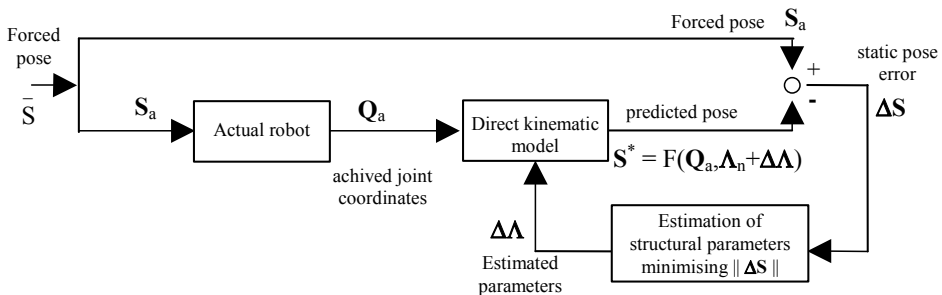 Forced pose
S̄
Forced pose Sₐ
+
-
static pose
error
ΔS
Sₐ
Actual robot
Qₐ
achived joint
coordinates
Direct kinematic
model
predicted pose
S* = F(Qₐ,Λₙ+ΔΛ)
ΔΛ
Estimated
parameters
Estimation of
structural parameters
minimising || ΔS ||